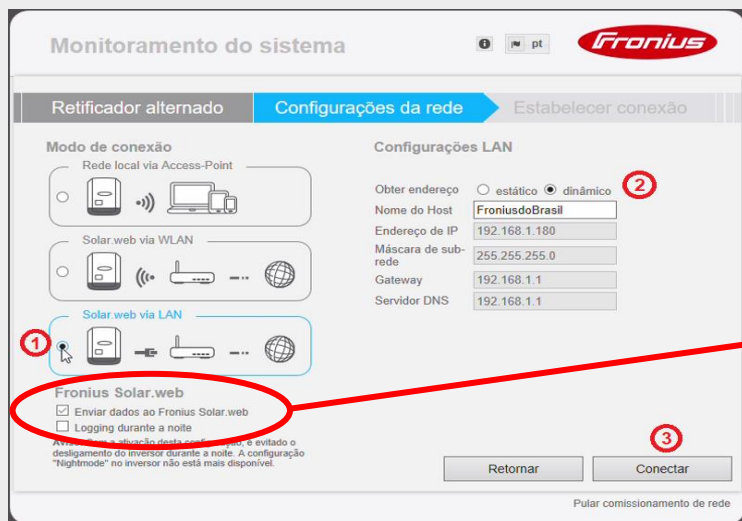 Monitoramento do sistema
pt
Fronius
Retificador alternado
Configurações da rede
Estabelecer conexão
Modo de conexão
Rede local via Access-Point
Solar.web via WLAN
Solar.web via LAN
1
Fronius Solar.web
Enviar dados ao Fronius Solar.web
Logging durante a noite
a ativação desta configuração, é evitado o
desligamento do inversor durante a noite. A configuração
"Nightmode" no inversor não está mais disponível.
Configurações LAN
Obter endereço estático dinâmico 2
Nome do Host FroniusdoBrasil
Endereço de IP 192.168.1.180
Máscara de sub-
rede 255.255.255.0
Gateway 192.168.1.1
Servidor DNS 192.168.1.1
3
Retornar Conectar
Pular comissionamento de rede